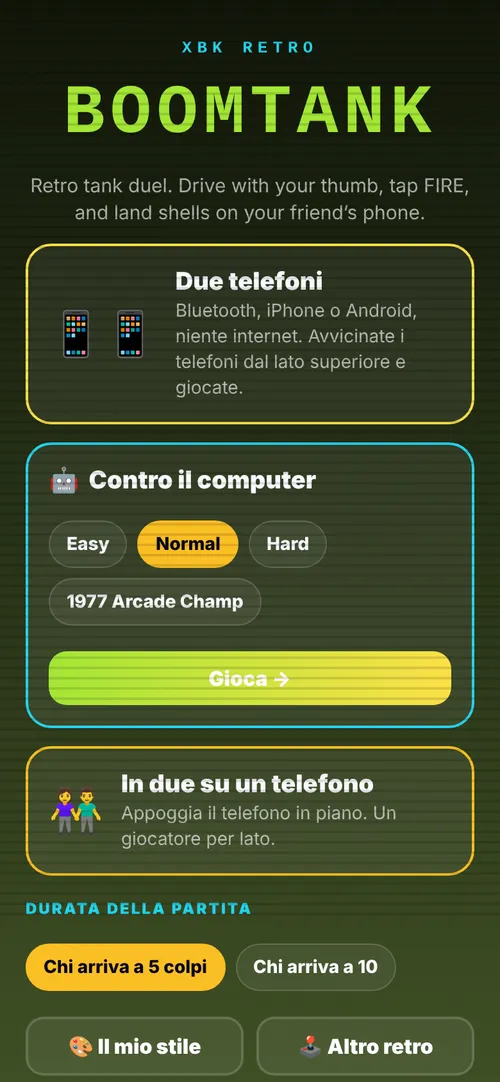 XBK RETRO
BOOMTANK
Retro tank duel. Drive with your thumb, tap FIRE,
and land shells on your friend’s phone.
Due telefoni
Bluetooth, iPhone o Android,
niente internet. Avvicinate i
telefoni dal lato superiore e
giocate.
Contro il computer
Easy
Normal
Hard
1977 Arcade Champ
Gioca →
In due su un telefono
Appoggia il telefono in piano. Un
giocatore per lato.
DURATA DELLA PARTITA
Chi arriva a 5 colpi
Chi arriva a 10
Il mio stile
Altro retro